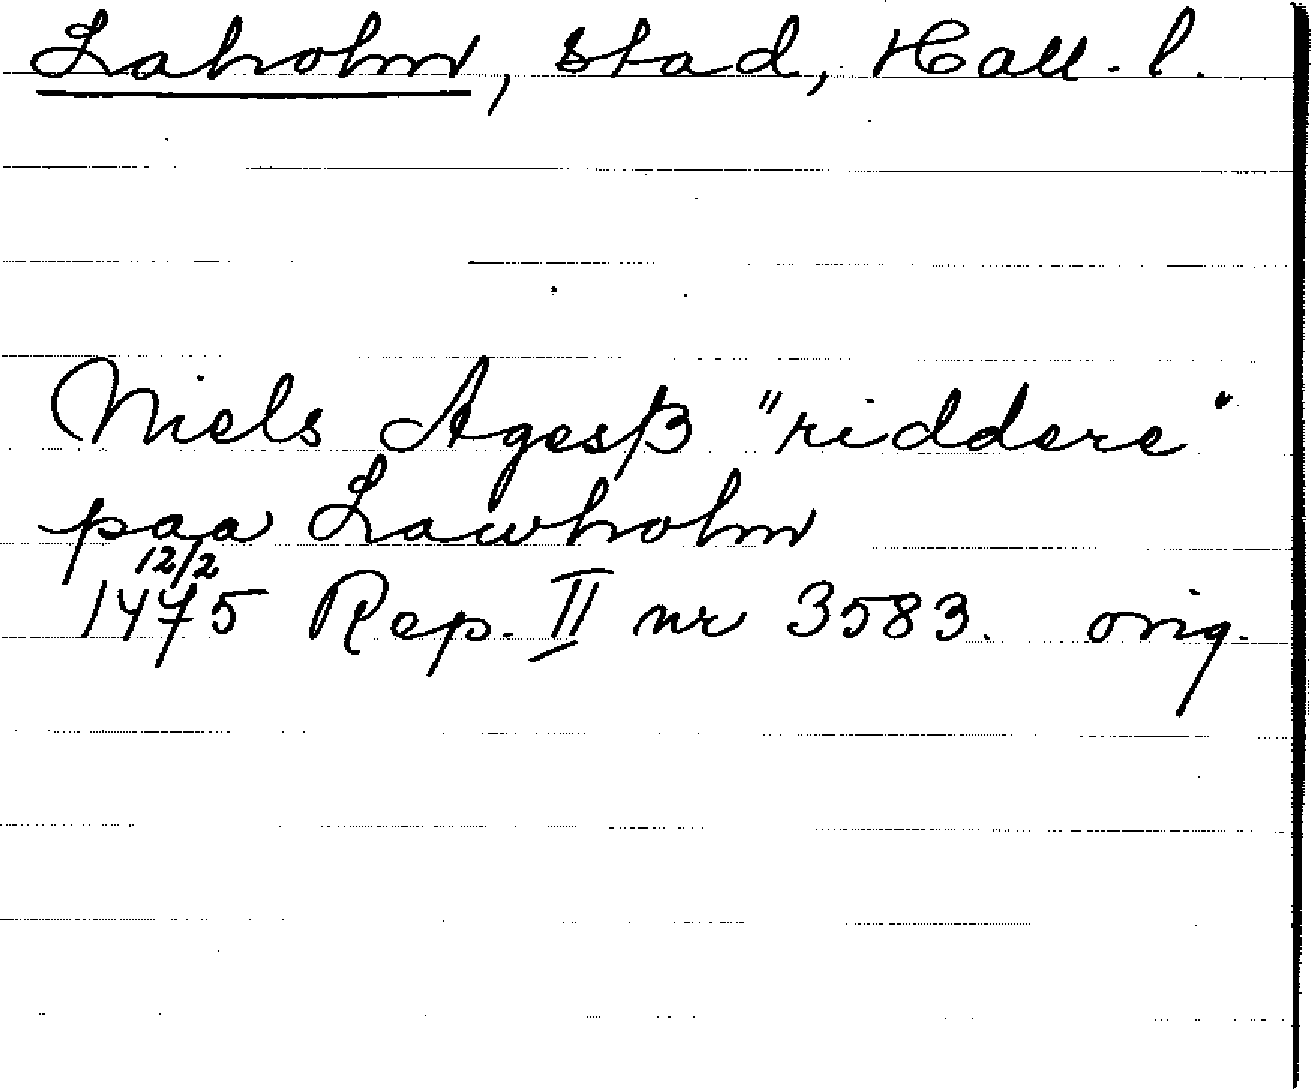 Laholm, stad, Hall. l.
Niels Agesß "riddere"
paa Lawholm
12/2
1475 Rep. II nr 3583. orig.